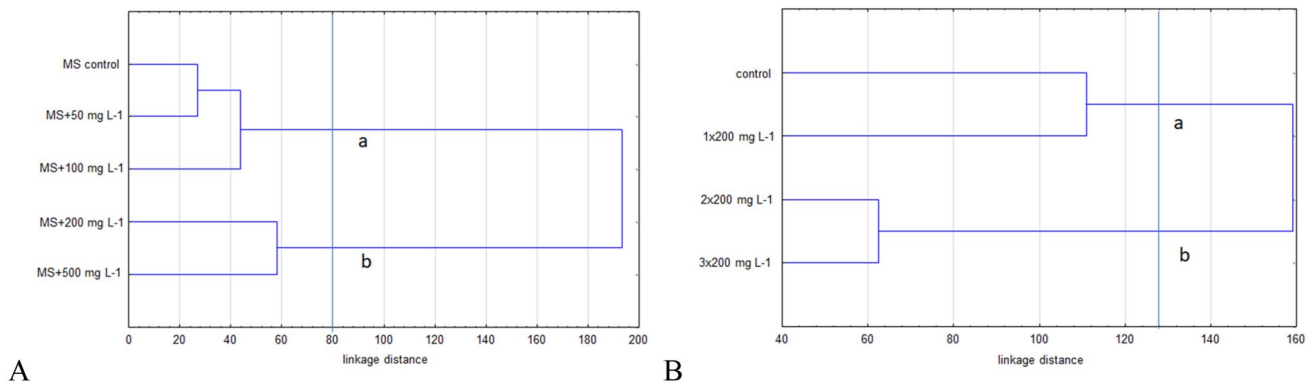 MS control
MS+50 mg L-1
MS+100 mg L-1
MS+200 mg L-1
MS+500 mg L-1
a
b
0 20 40 60 80 100 120 140 160 180 200
linkage distance
A
control
1x200 mg L-1
2x200 mg L-1
3x200 mg L-1
a
b
40 60 80 100 120 140 160
linkage distance
B